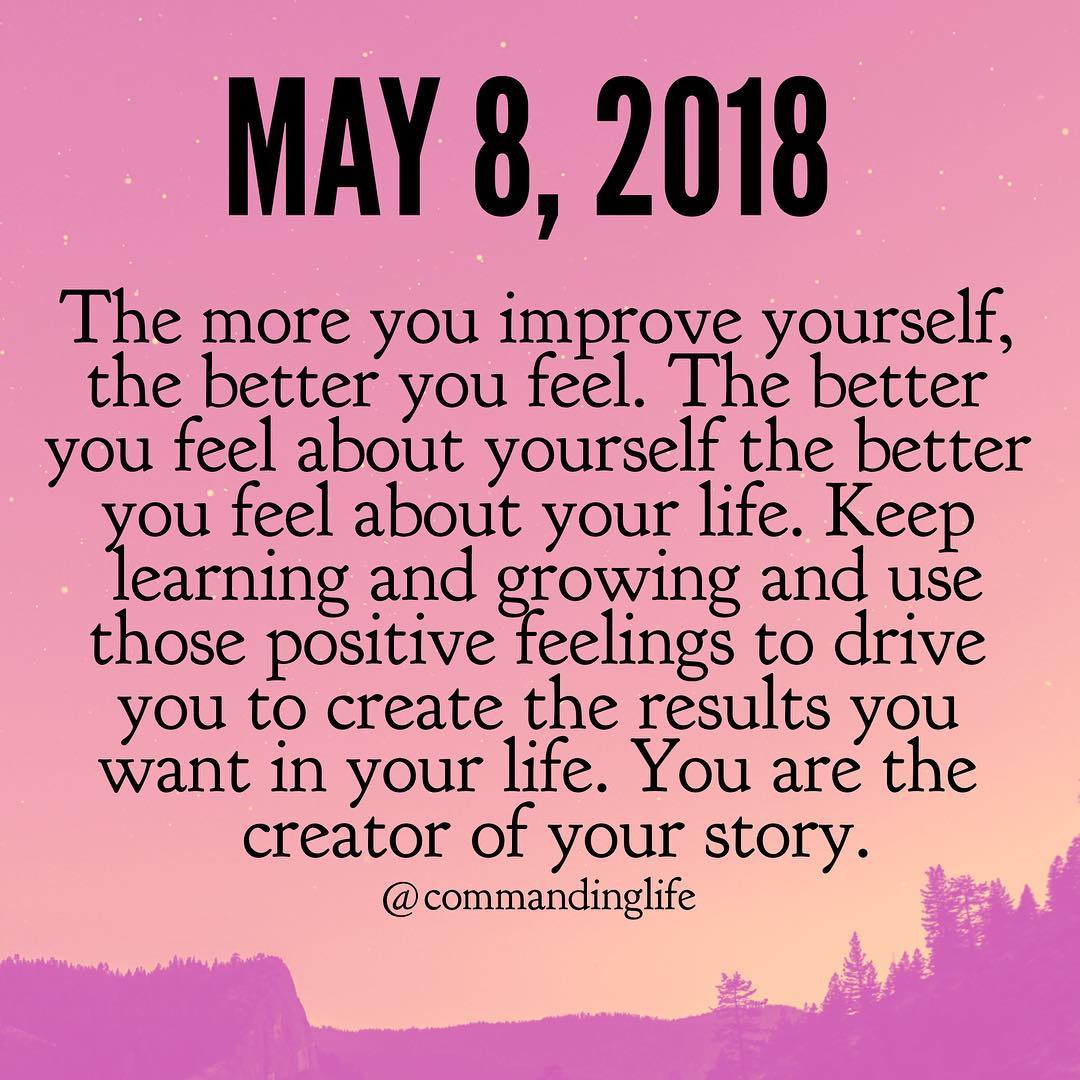 MAY 8, 2018
The more you improve yourself,
the better you feel. The better
you feel about yourself the better
you feel about your life. Keep
learning and growing and use
those positive feelings to drive
you to create the results you
want in your life. You are the
creator of your story.
@commandinglife